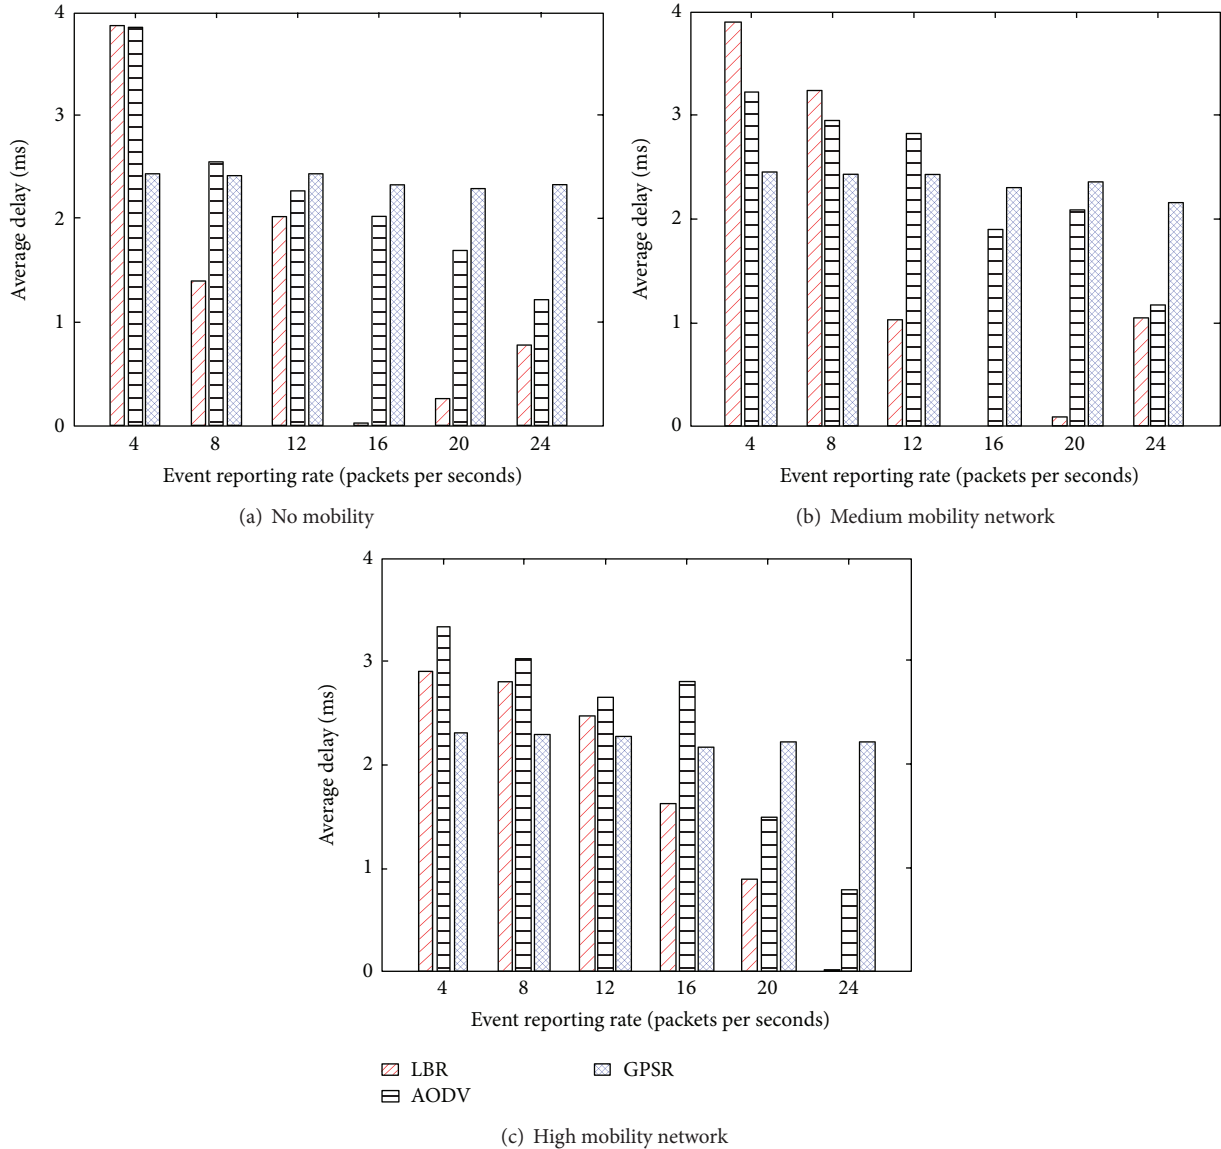 4
3
2
1
0
Average delay (ms)
4 8 12 16 20 24
Event reporting rate (packets per seconds)
(a) No mobility
4
3
2
1
0
Average delay (ms)
4 8 12 16 20 24
Event reporting rate (packets per seconds)
(b) Medium mobility network
4
3
2
1
0
Average delay (ms)
4 8 12 16 20 24
Event reporting rate (packets per seconds)
LBR GPSR
AODV
(c) High mobility network